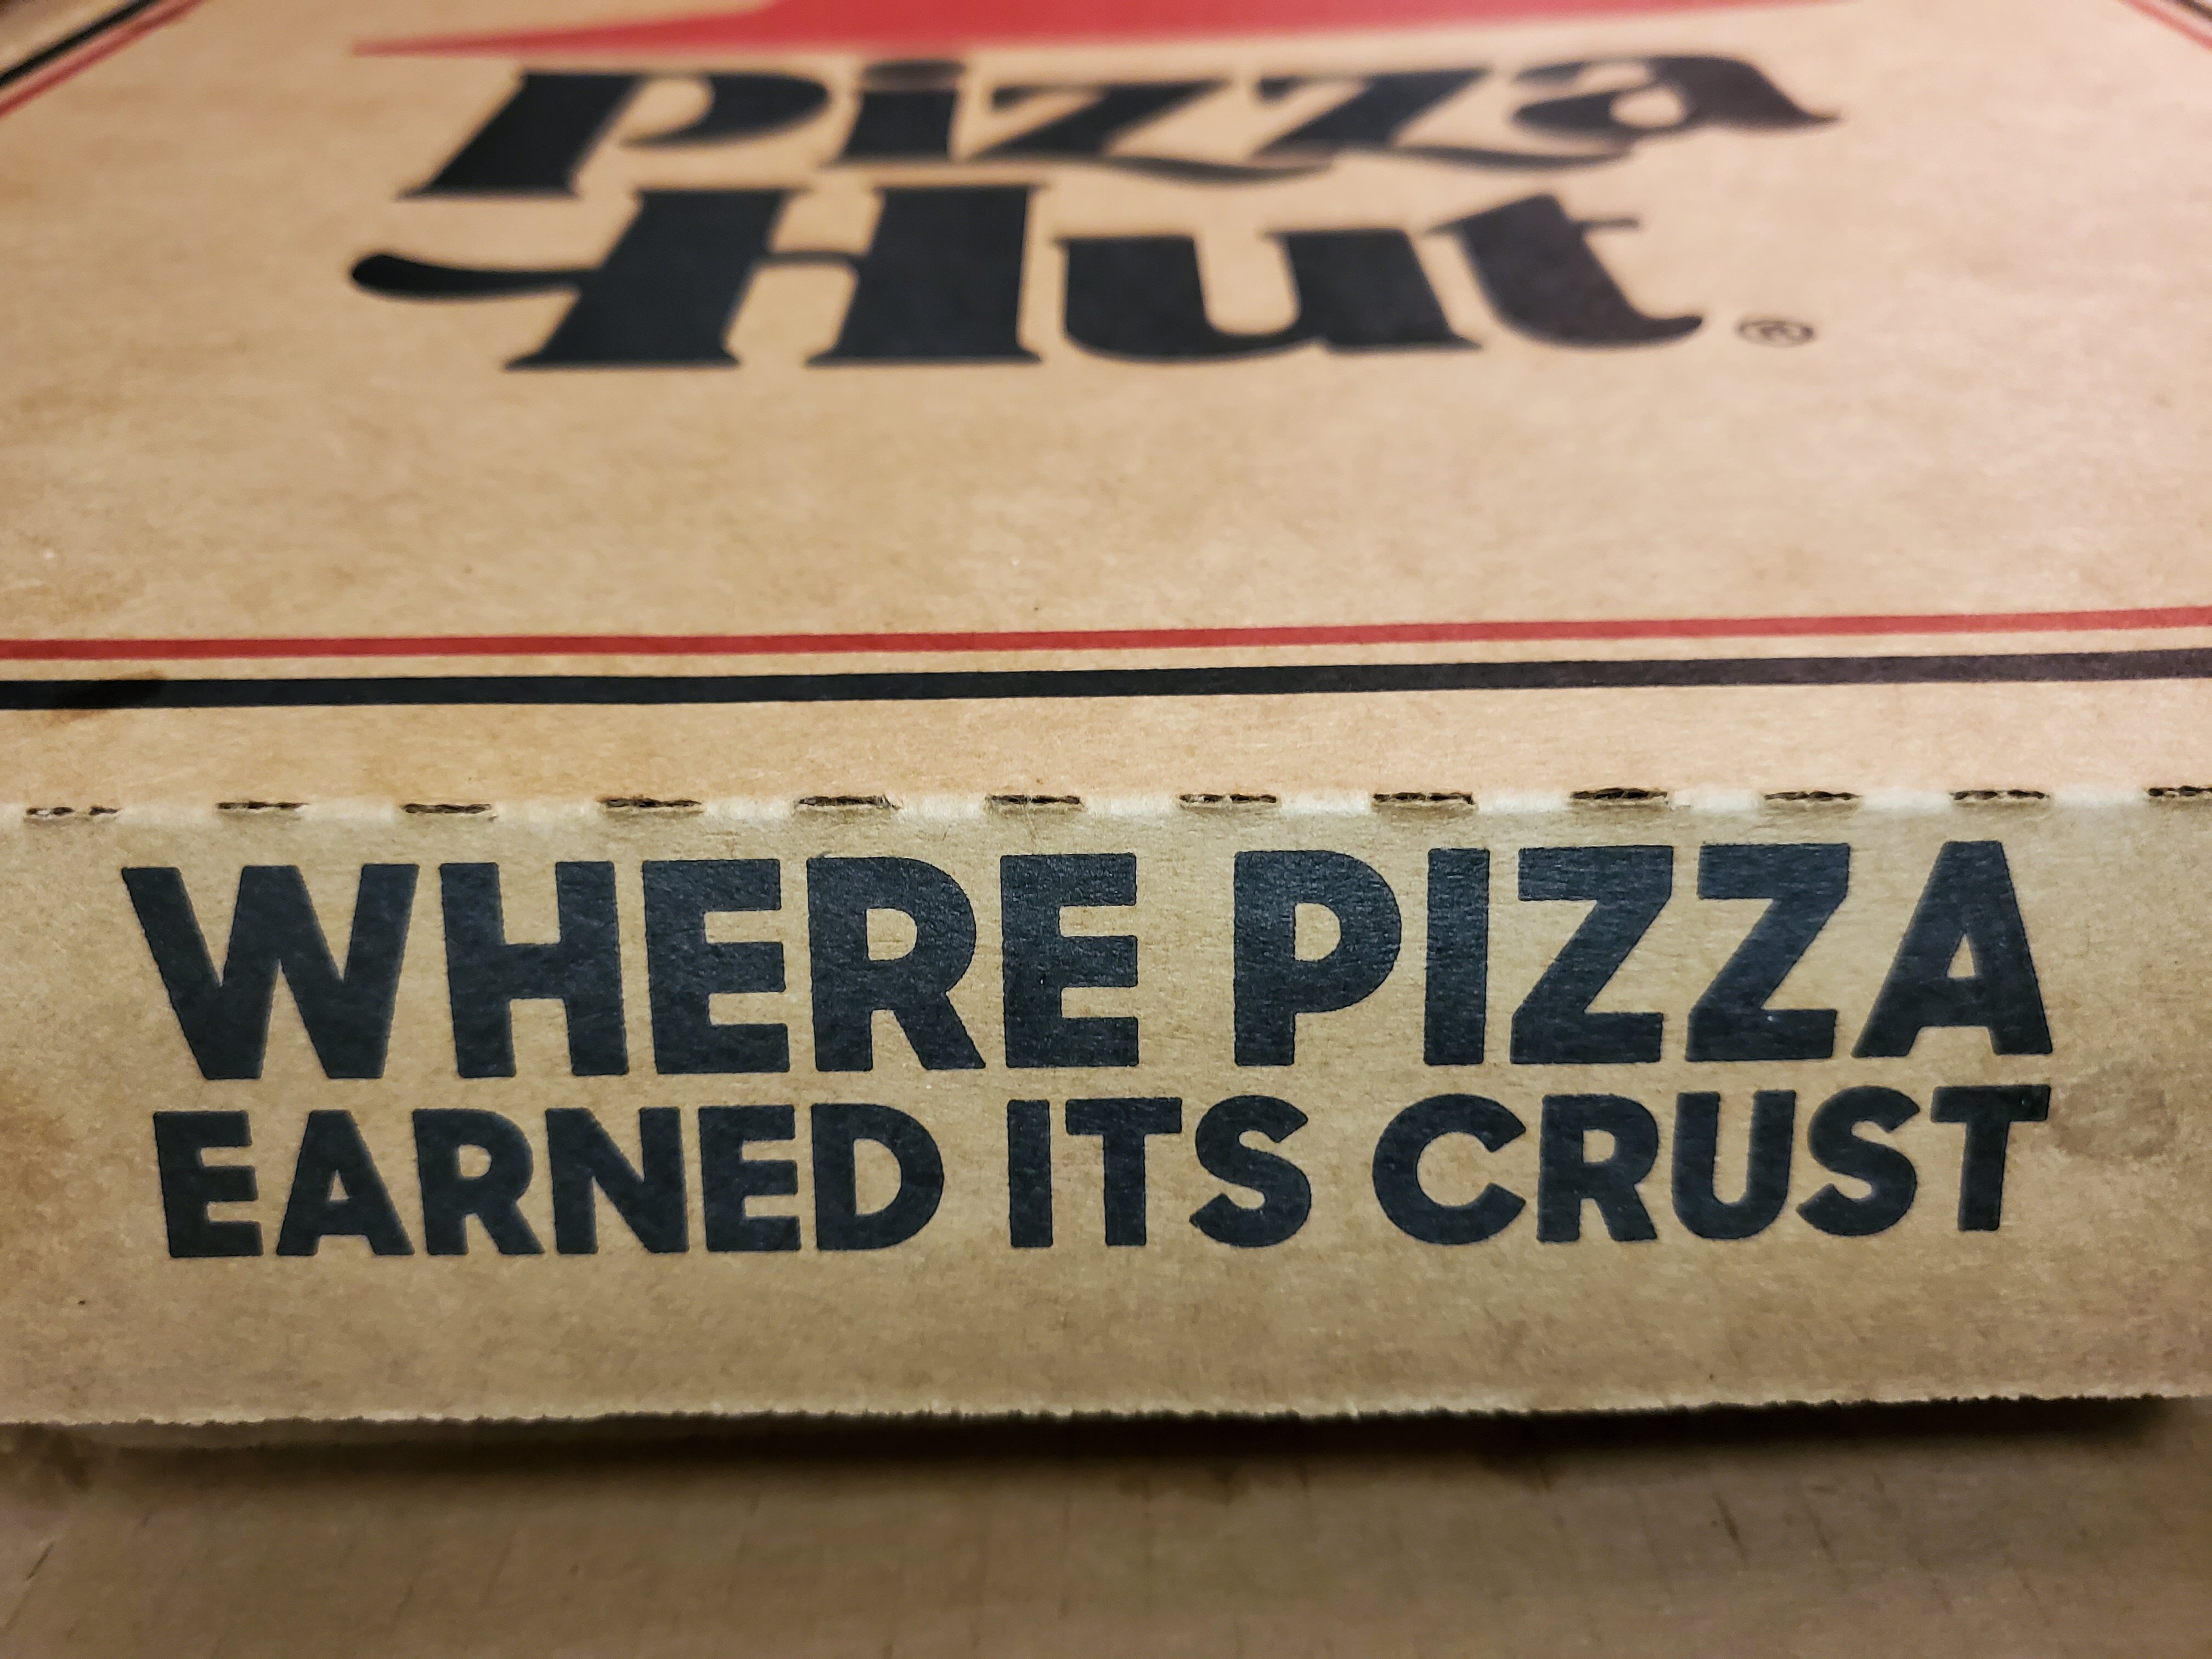 Pizza
Hut®
WHERE PIZZA
EARNED ITS CRUST